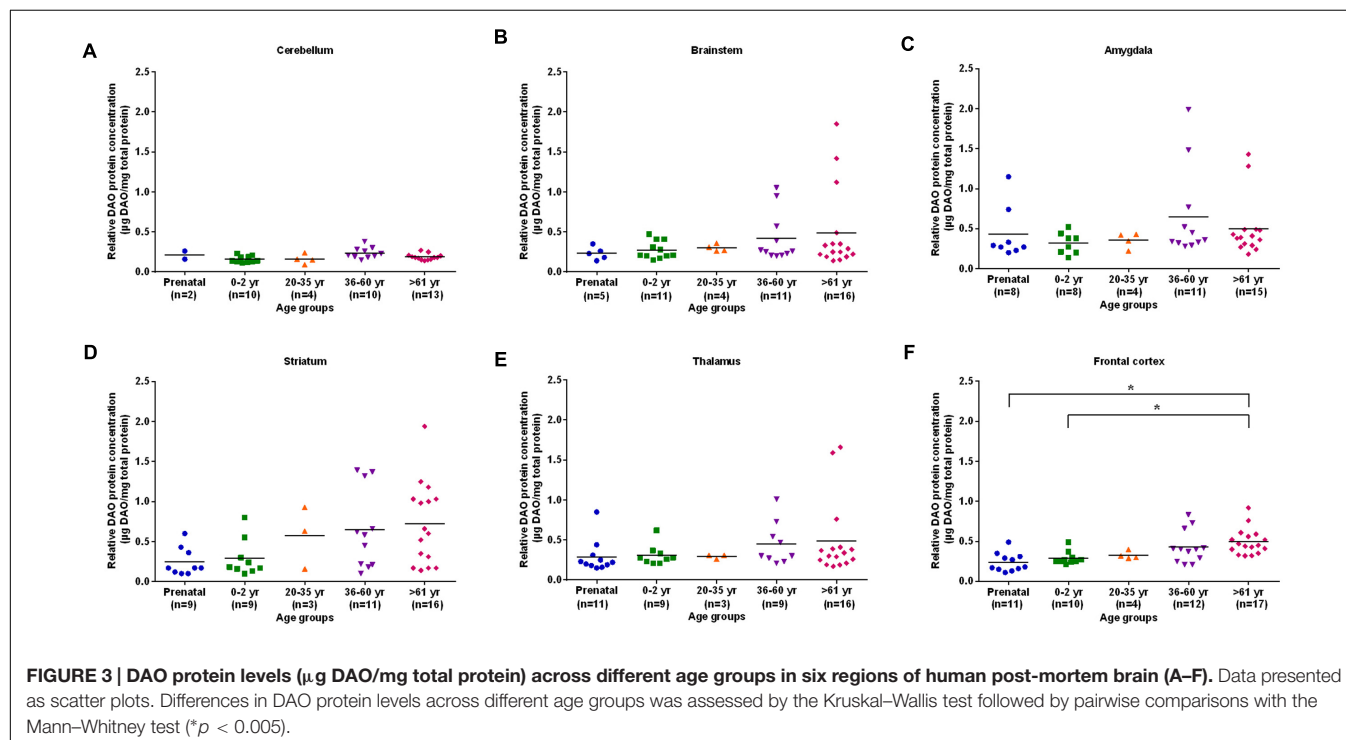 A
Cerebellum
Relative DAO protein concentration
(µg DAO/mg total protein)
2.5
2.0
1.5
1.0
0.5
0.0
Prenatal 0-2 yr 20-35 yr 36-60 yr >61 yr
(n=2) (n=10) (n=4) (n=10) (n=13)
Age groups
B
Brainstem
Relative DAO protein concentration
(µg DAO/mg total protein)
2.5
2.0
1.5
1.0
0.5
0.0
Prenatal 0-2 yr 20-35 yr 36-60 yr >61 yr
(n=5) (n=11) (n=4) (n=11) (n=16)
Age groups
C
Amygdala
Relative DAO protein concentration
(µg DAO/mg total protein)
2.5
2.0
1.5
1.0
0.5
0.0
Prenatal 0-2 yr 20-35 yr 36-60 yr >61 yr
(n=8) (n=8) (n=4) (n=11) (n=15)
Age groups
D
Striatum
Relative DAO protein concentration
(µg DAO/mg total protein)
2.5
2.0
1.5
1.0
0.5
0.0
Prenatal 0-2 yr 20-35 yr 36-60 yr >61 yr
(n=9) (n=9) (n=3) (n=11) (n=16)
Age groups
E
Thalamus
Relative DAO protein concentration
(µg DAO/mg total protein)
2.5
2.0
1.5
1.0
0.5
0.0
Prenatal 0-2 yr 20-35 yr 36-60 yr >61 yr
(n=11) (n=9) (n=3) (n=9) (n=16)
Age groups
F
Frontal cortex
Relative DAO protein concentration
(µg DAO/mg total protein)
2.5
2.0
1.5
1.0
0.5
0.0
*
*
Prenatal 0-2 yr 20-35 yr 36-60 yr >61 yr
(n=11) (n=10) (n=4) (n=12) (n=17)
Age groups
FIGURE 3 | DAO protein levels (µg DAO/mg total protein) across different age groups in six regions of human post-mortem brain (A–F). Data presented
as scatter plots. Differences in DAO protein levels across different age groups was assessed by the Kruskal–Wallis test followed by pairwise comparisons with the
Mann–Whitney test (*p < 0.005).